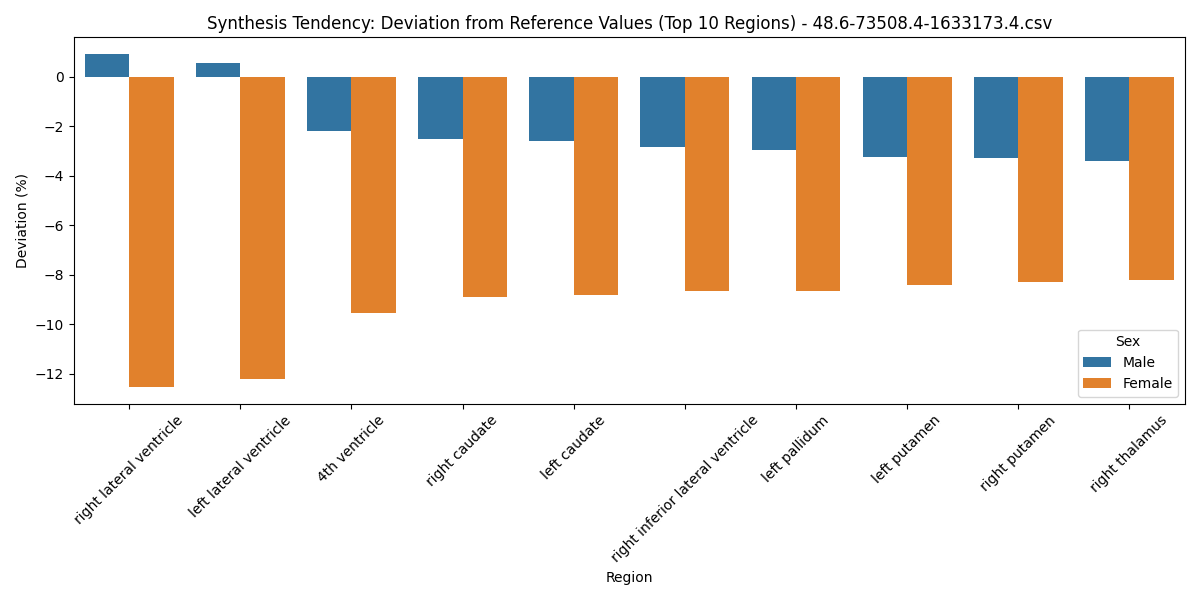 Synthesis Tendency: Deviation from Reference Values (Top 10 Regions) - 48.6-73508.4-1633173.4.csv
Deviation (%)
0
−2
−4
−6
−8
−10
−12
Sex
Male
Female
right lateral ventricle
left lateral ventricle
4th ventricle
right caudate
left caudate
right inferior lateral ventricle
left pallidum
left putamen
right putamen
right thalamus
Region